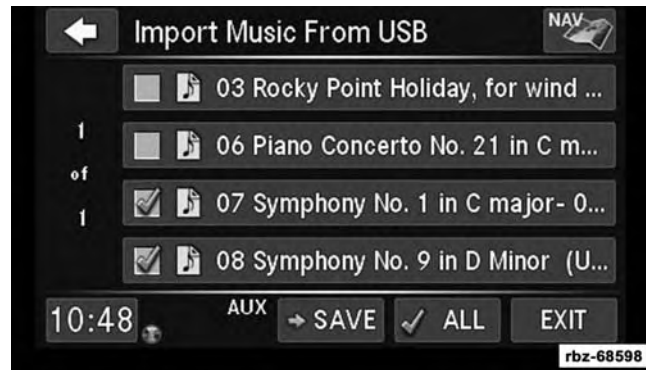 Import Music From USB
NAV
03 Rocky Point Holiday, for wind ...
1
of
1
06 Piano Concerto No. 21 in C m...
07 Symphony No. 1 in C major- 0...
08 Symphony No. 9 in D Minor (U...
10:48
AUX
SAVE
ALL
EXIT
rbz-68598